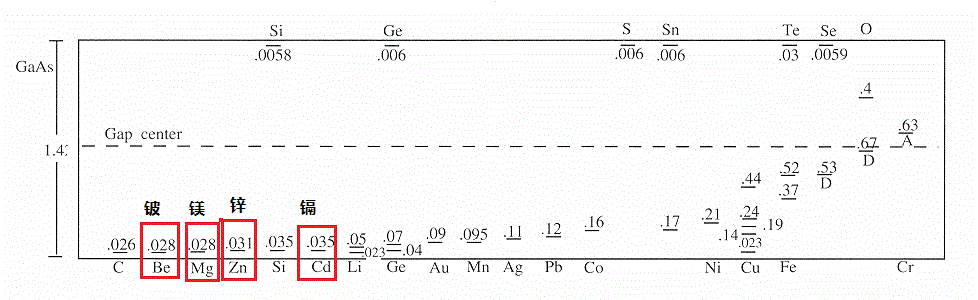 Si Ge S Sn Te Se O
.0058 .006 .006 .006 .03 .0059
GaAs
.4
Gap center
.63
A
1.42
.67
D
.52 .53
D
.44
.37
铍 镁 锌 镉
.21 .24
.16 .17 .19
.14
.026 .028 .028 .031 .035 .035 .05 .07 .09 .095 .11 .12
.023 .04 .023
C Be Mg Zn Si Cd Li Ge Au Mn Ag Pb Co Ni Cu Fe Cr